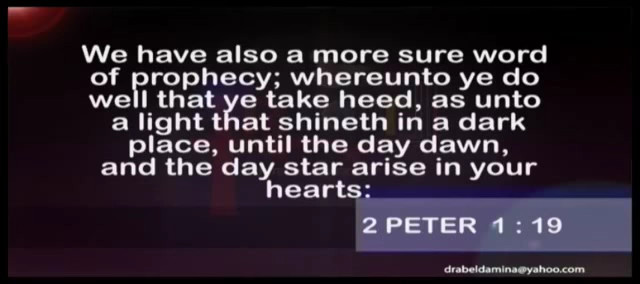 We have also a more sure word
of prophecy; whereunto ye do
well that ye take heed, as unto
a light that shineth in a dark
place, until the day dawn,
and the day star arise in your
hearts:
2 PETER 1 : 19
drabeldamina@yahoo.com